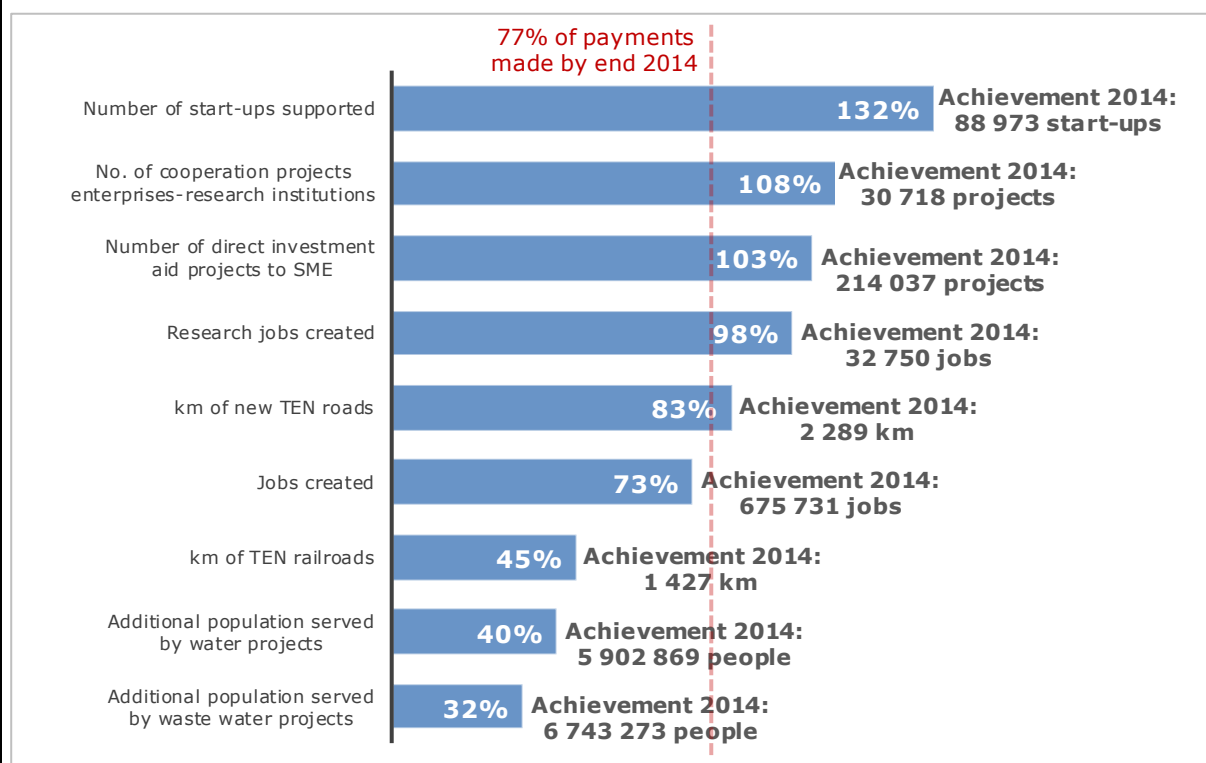 77% of payments
made by end 2014
Number of start-ups supported
132%
Achievement 2014:
88 973 start-ups
No. of cooperation projects
enterprises-research institutions
108%
Achievement 2014:
30 718 projects
Number of direct investment
aid projects to SME
103%
Achievement 2014:
214 037 projects
Research jobs created
98%
Achievement 2014:
32 750 jobs
km of new TEN roads
83%
Achievement 2014:
2 289 km
Jobs created
73%
Achievement 2014:
675 731 jobs
km of TEN railroads
45%
Achievement 2014:
1 427 km
Additional population served
by water projects
40%
Achievement 2014:
5 902 869 people
Additional population served
by waste water projects
32%
Achievement 2014:
6 743 273 people